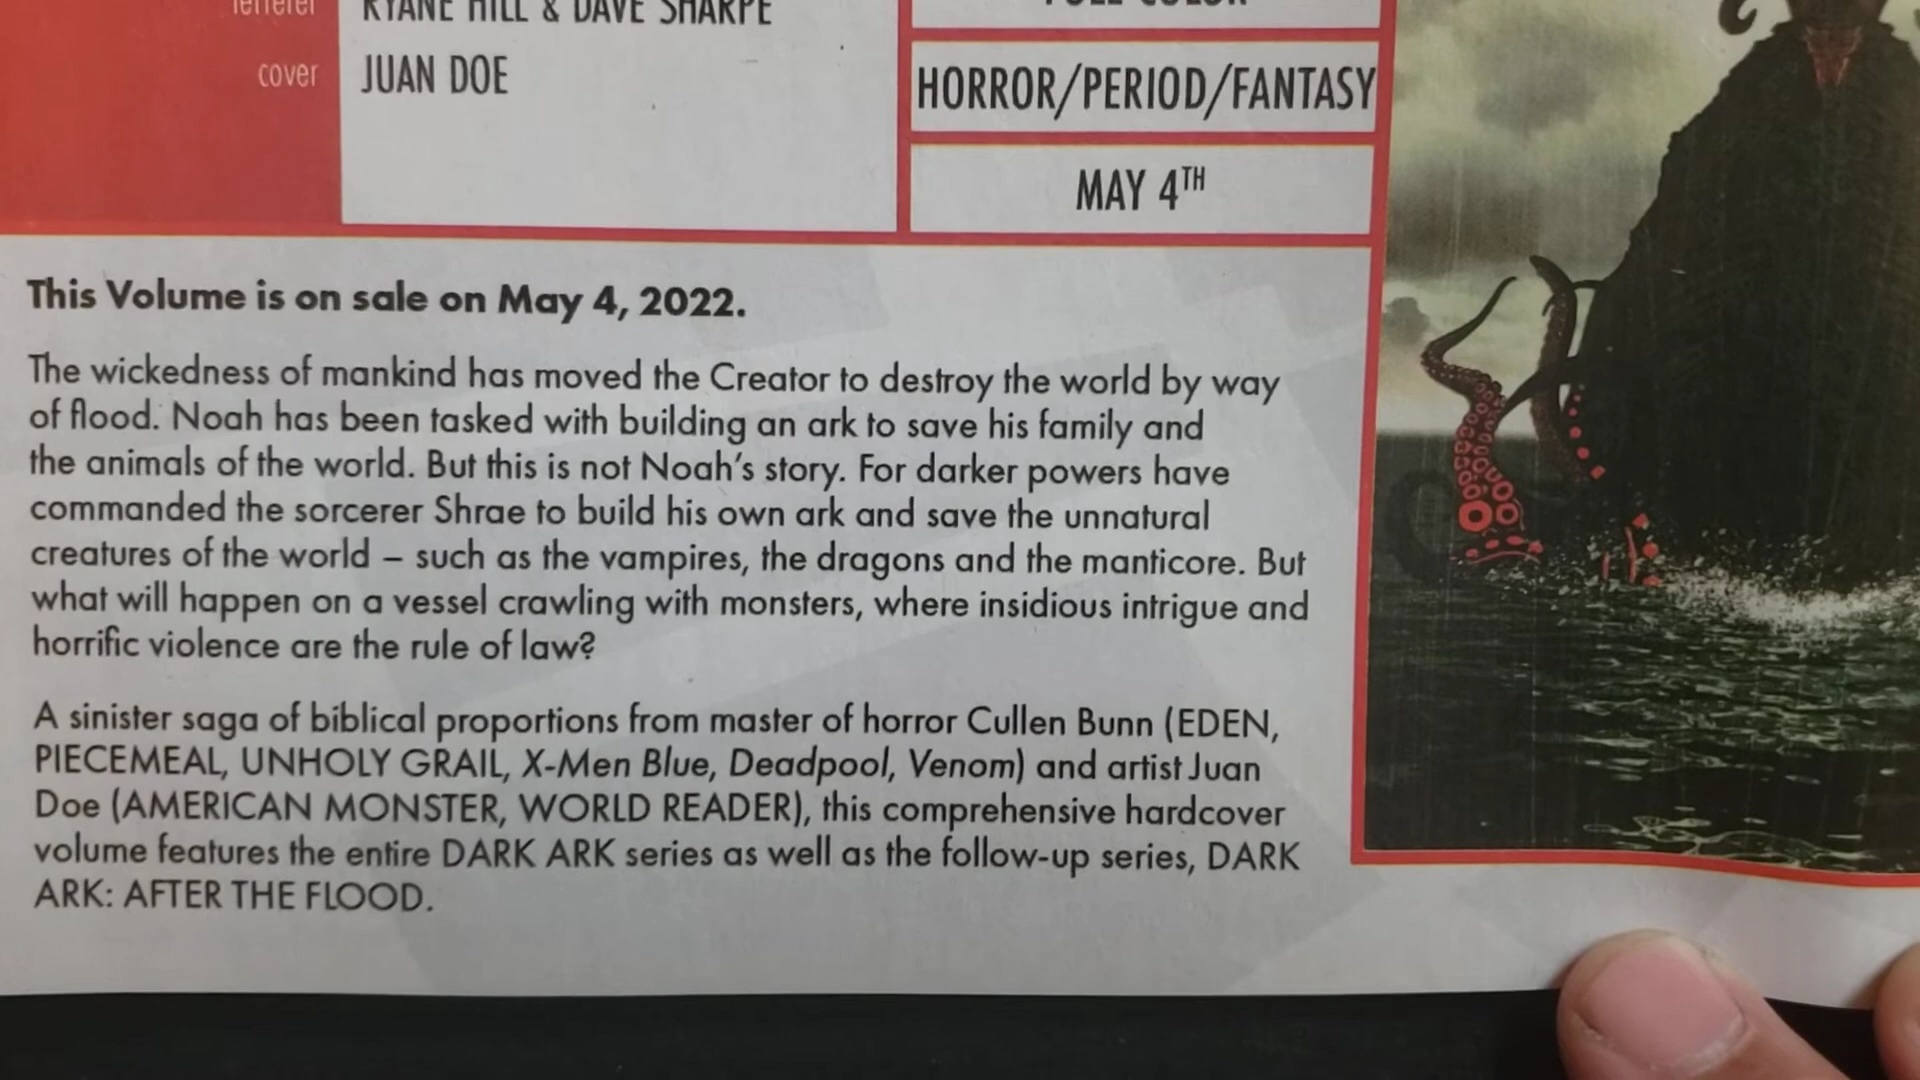 letterer
RYANE HILL & DAVE SHARPE
cover
JUAN DOE
FULL COLOR
HORROR/PERIOD/FANTASY
MAY 4TH
This Volume is on sale on May 4, 2022.
The wickedness of mankind has moved the Creator to destroy the world by way
of flood. Noah has been tasked with building an ark to save his family and
the animals of the world. But this is not Noah's story. For darker powers have
commanded the sorcerer Shrae to build his own ark and save the unnatural
creatures of the world – such as the vampires, the dragons and the manticore. But
what will happen on a vessel crawling with monsters, where insidious intrigue and
horrific violence are the rule of law?
A sinister saga of biblical proportions from master of horror Cullen Bunn (EDEN,
PIECEMEAL, UNHOLY GRAIL, X-Men Blue, Deadpool, Venom) and artist Juan
Doe (AMERICAN MONSTER, WORLD READER), this comprehensive hardcover
volume features the entire DARK ARK series as well as the follow-up series, DARK
ARK: AFTER THE FLOOD.